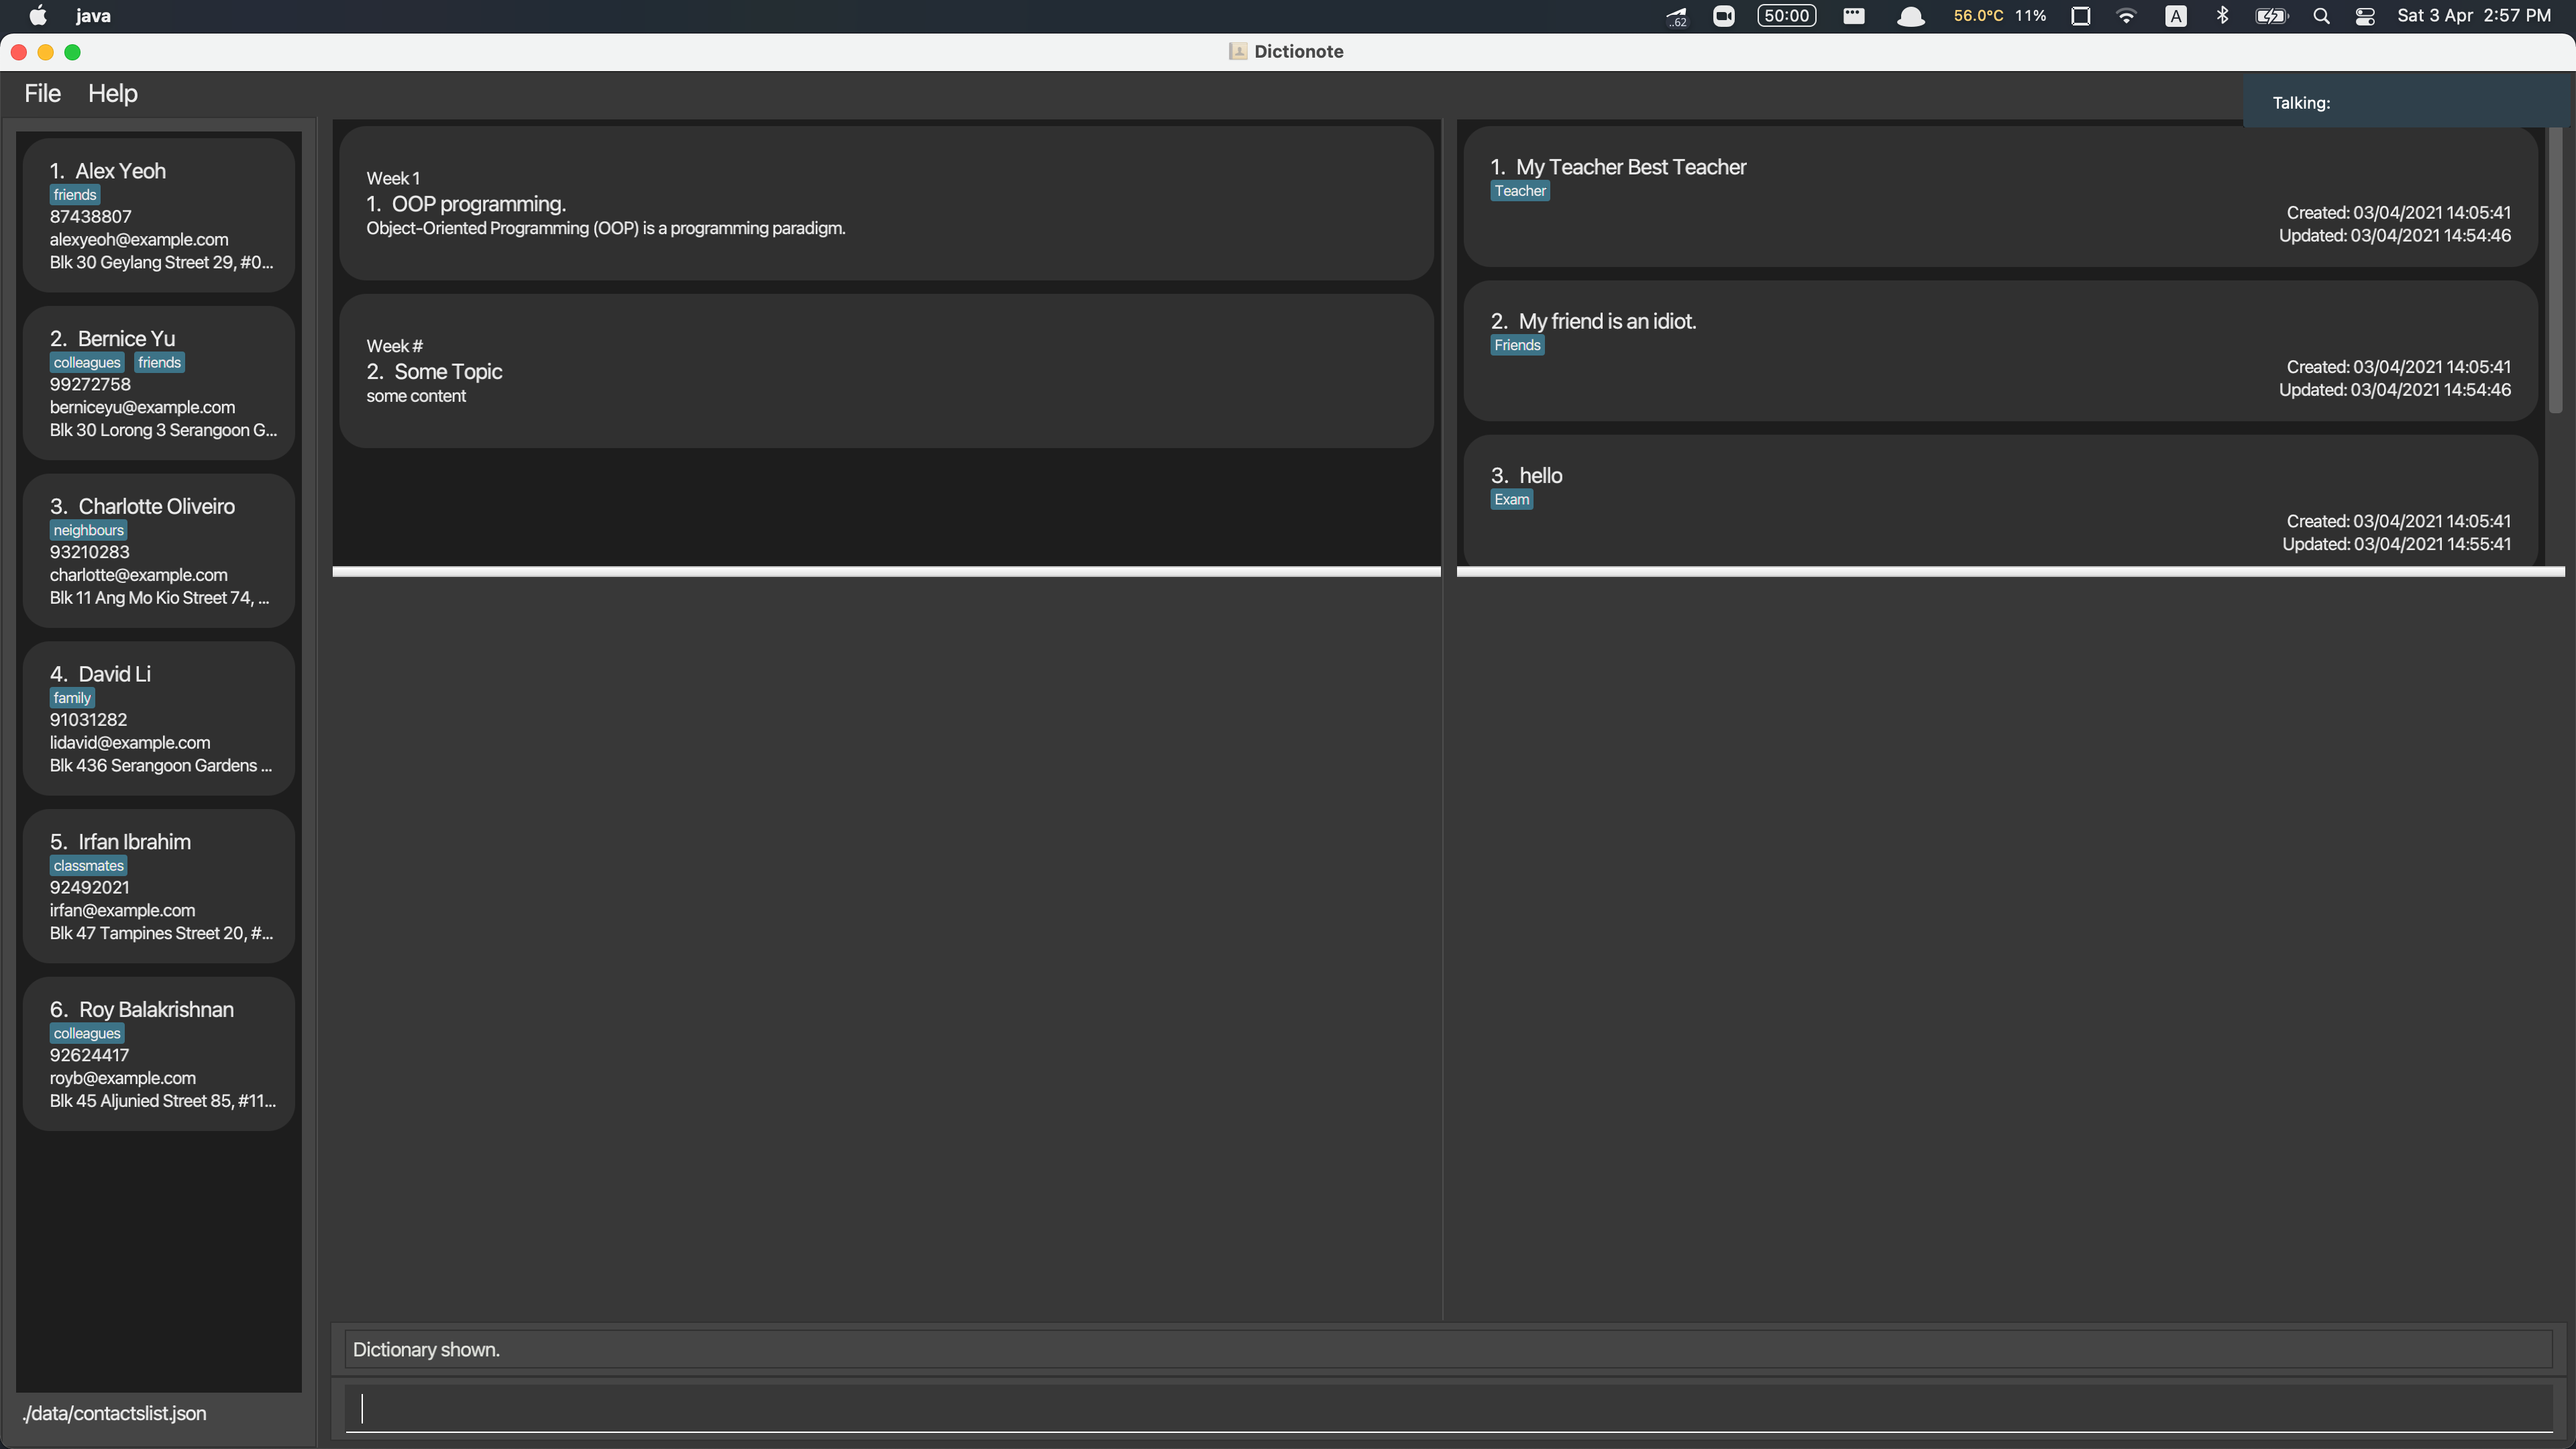 java
..62
50:00
56.0°C 11%
A
Sat 3 Apr 2:57 PM
Dictionote
File Help
Talking:
1. Alex Yeoh
friends
87438807
alexyeoh@example.com
Blk 30 Geylang Street 29, #0...
2. Bernice Yu
colleagues friends
99272758
berniceyu@example.com
Blk 30 Lorong 3 Serangoon G...
3. Charlotte Oliveiro
neighbours
93210283
charlotte@example.com
Blk 11 Ang Mo Kio Street 74, ...
4. David Li
family
91031282
lidavid@example.com
Blk 436 Serangoon Gardens ...
5. Irfan Ibrahim
classmates
92492021
irfan@example.com
Blk 47 Tampines Street 20, #...
6. Roy Balakrishnan
colleagues
92624417
royb@example.com
Blk 45 Aljunied Street 85, #11...
./data/contactslist.json
Week 1
1. OOP programming.
Object-Oriented Programming (OOP) is a programming paradigm.
Week #
2. Some Topic
some content
1. My Teacher Best Teacher
Teacher
Created: 03/04/2021 14:05:41
Updated: 03/04/2021 14:54:46
2. My friend is an idiot.
Friends
Created: 03/04/2021 14:05:41
Updated: 03/04/2021 14:54:46
3. hello
Exam
Created: 03/04/2021 14:05:41
Updated: 03/04/2021 14:55:41
Dictionary shown.